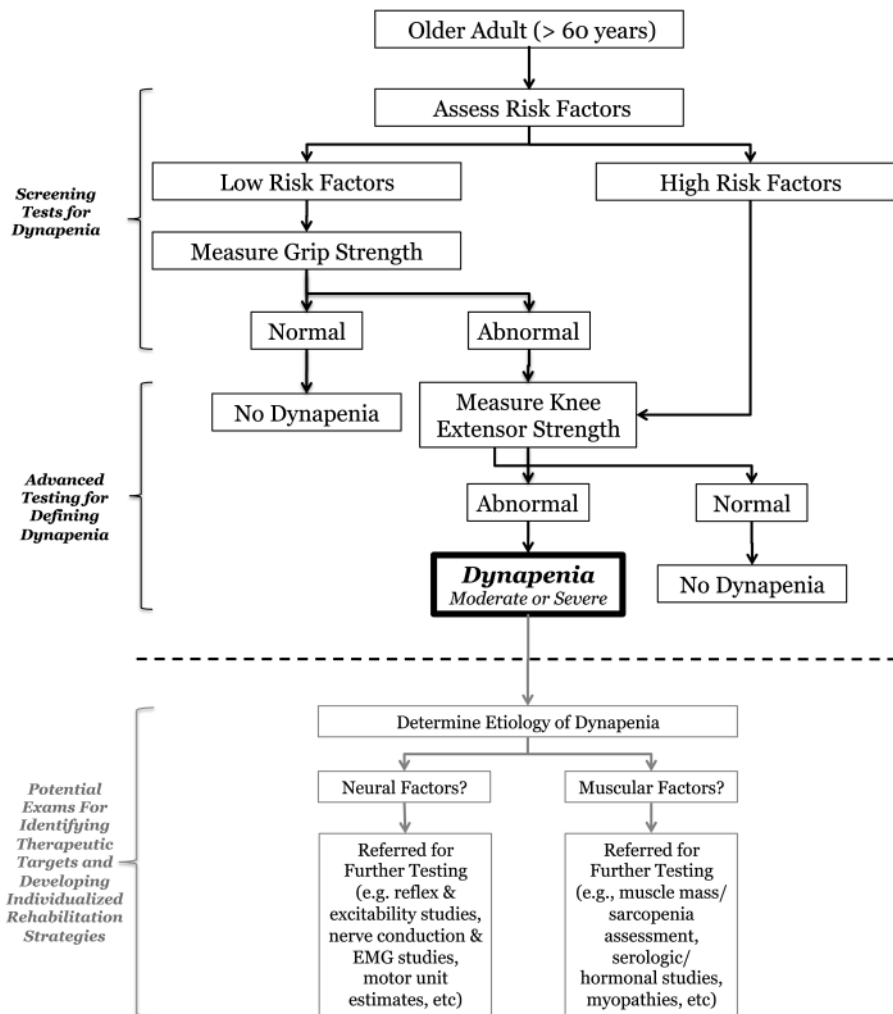 Older Adult (> 60 years)
Assess Risk Factors
Low Risk Factors
High Risk Factors
Screening
Tests for
Dynapenia
Measure Grip Strength
Normal
Abnormal
No Dynapenia
Measure Knee
Extensor Strength
Advanced
Testing for
Defining
Dynapenia
Abnormal
Normal
Dynapenia
Moderate or Severe
No Dynapenia
Determine Etiology of Dynapenia
Potential
Exams For
Identifying
Therapeutic
Targets and
Developing
Individualized
Rehabilitation
Strategies
Neural Factors?
Muscular Factors?
Referred for
Further Testing
(e.g. reflex &
excitability studies,
nerve conduction &
EMG studies,
motor unit
estimates, etc)
Referred for
Further Testing
(e.g., muscle mass/
sarcopenia
assessment,
serologic/
hormonal studies,
myopathies, etc)